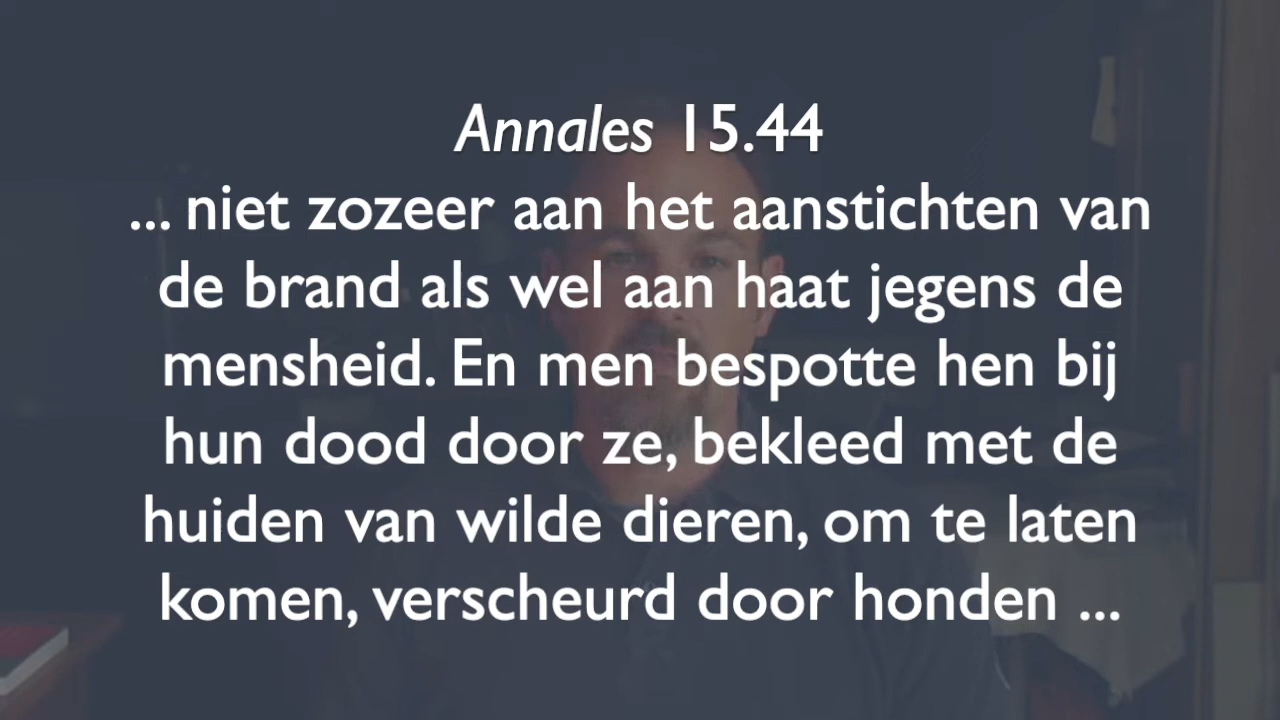 Annales 15.44
... niet zozeer aan het aanstichten van
de brand als wel aan haat jegens de
mensheid. En men bespotte hen bij
hun dood door ze, bekleed met de
huiden van wilde dieren, om te laten
komen, verscheurd door honden ...